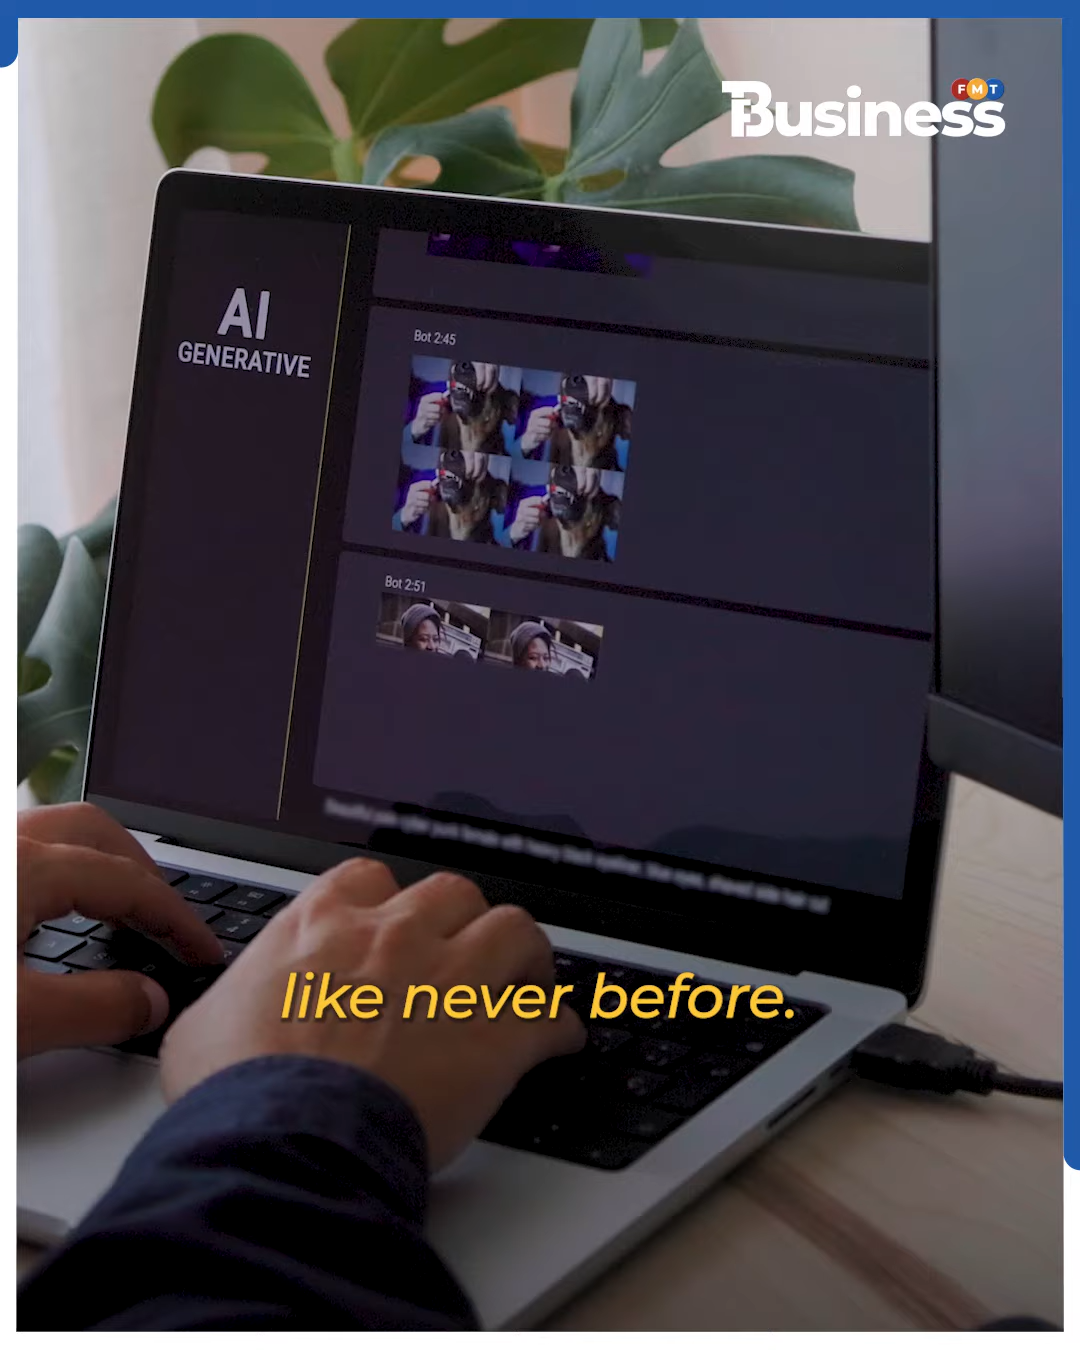 FMT
Business
AI
GENERATIVE
Bot 2:45
Bot 2:51
like never before.